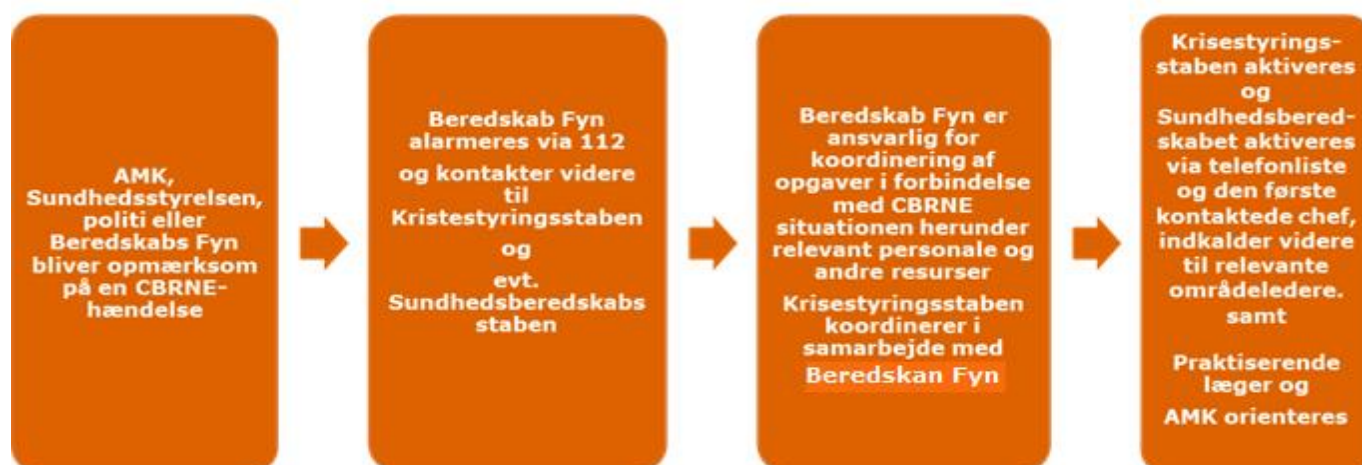 AMK,
Sundhedsstyrelsen,
politi eller
Beredskabs Fyn
bliver opmærksom
på en CBRNE-
hændelse
Beredskab Fyn
alarmeres via 112
og kontakter videre
til
Kristestyringsstaben
og
evt.
Sundhedsberedskabs
staben
Beredskab Fyn er
ansvarlig for
koordinering af
opgaver i forbindelse
med CBRNE
situationen herunder
relevant personale og
andre resurser
Krisestyringsstaben
koordinerer i
samarbejde med
Beredskan Fyn
Krisestyrings-
staben aktiveres
og
Sundhedsbered-
skabet aktiveres
via telefonliste
og den første
kontaktede chef,
indkalder videre
til relevante
områdeledere.
samt
Praktiserende
læger og
AMK orienteres